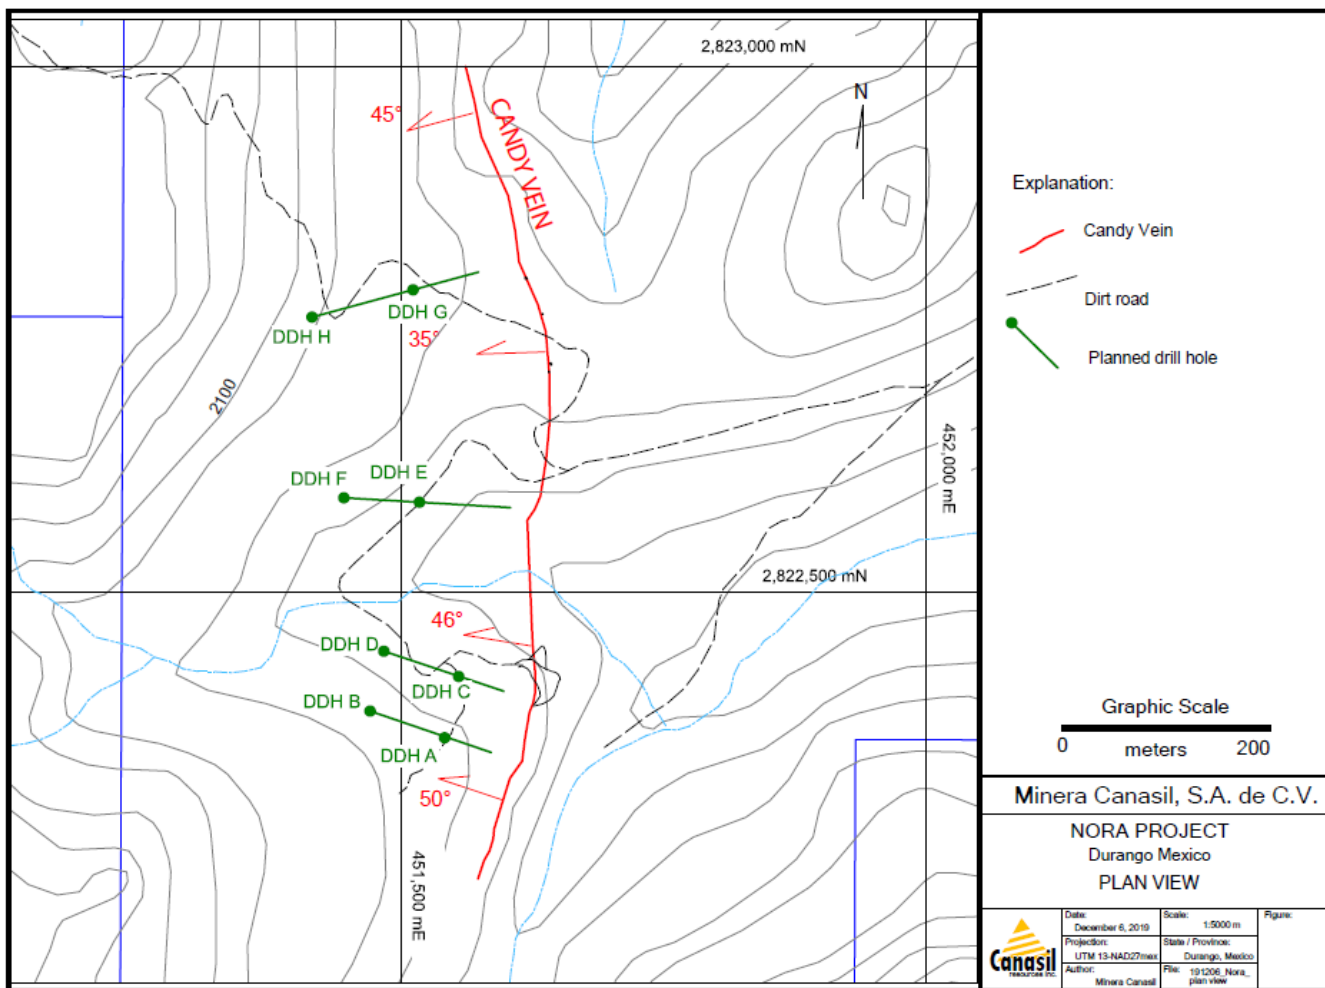 2,823,000 mN
N
45°
CANDY VEIN
Explanation:
Candy Vein
Dirt road
Planned drill hole
DDH G
DDH H
35°
2100
452,000 mE
DDH E
DDH F
2,822,500 mN
46°
DDH D
DDH C
DDH B
DDH A
50°
451,500 mE
Graphic Scale
0 meters 200
Minera Canasil, S.A. de C.V.
NORA PROJECT
Durango Mexico
PLAN VIEW
Canasil
RESOURCES INC.
Date:
December 6, 2019
Scale:
1:5000 m
Figure:
Projection:
UTM 13-NAD27mex
State / Province:
Durango, Mexico
Author:
Minera Canasil
File: 191206_Nora_
plan view